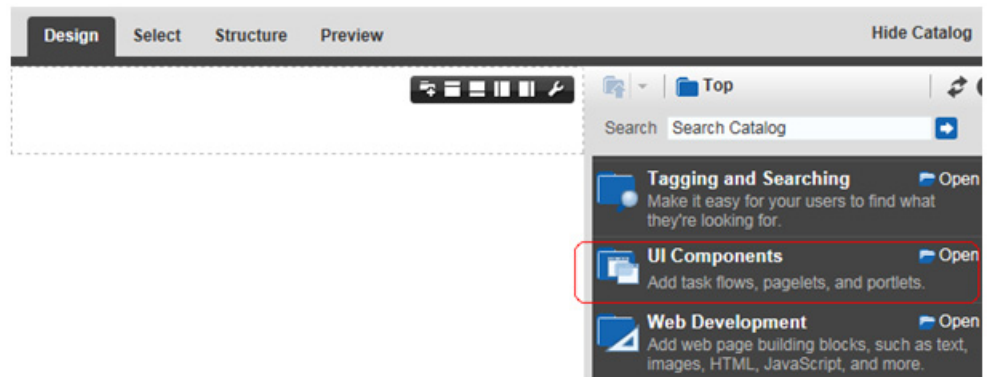 Design Select Structure Preview Hide Catalog
Top
Search Search Catalog
Tagging and Searching Open
Make it easy for your users to find what
they're looking for.
UI Components Open
Add task flows, pagelets, and portlets.
Web Development Open
Add web page building blocks, such as text,
images, HTML, JavaScript, and more.